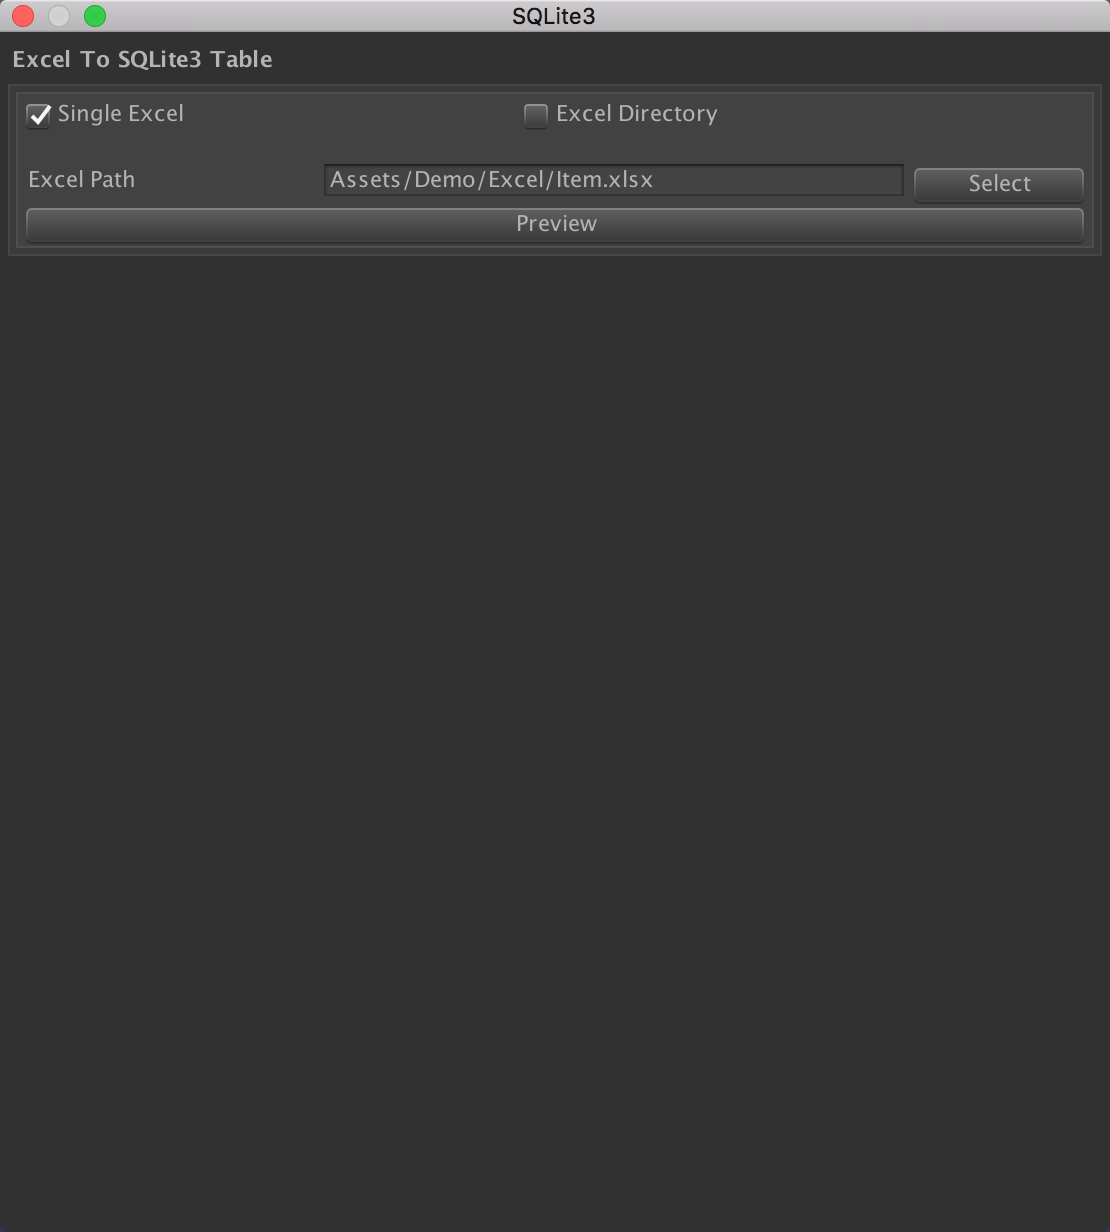 SQLite3
Excel To SQLite3 Table
Single Excel Excel Directory
Excel Path Assets/Demo/Excel/Item.xlsx Select
Preview